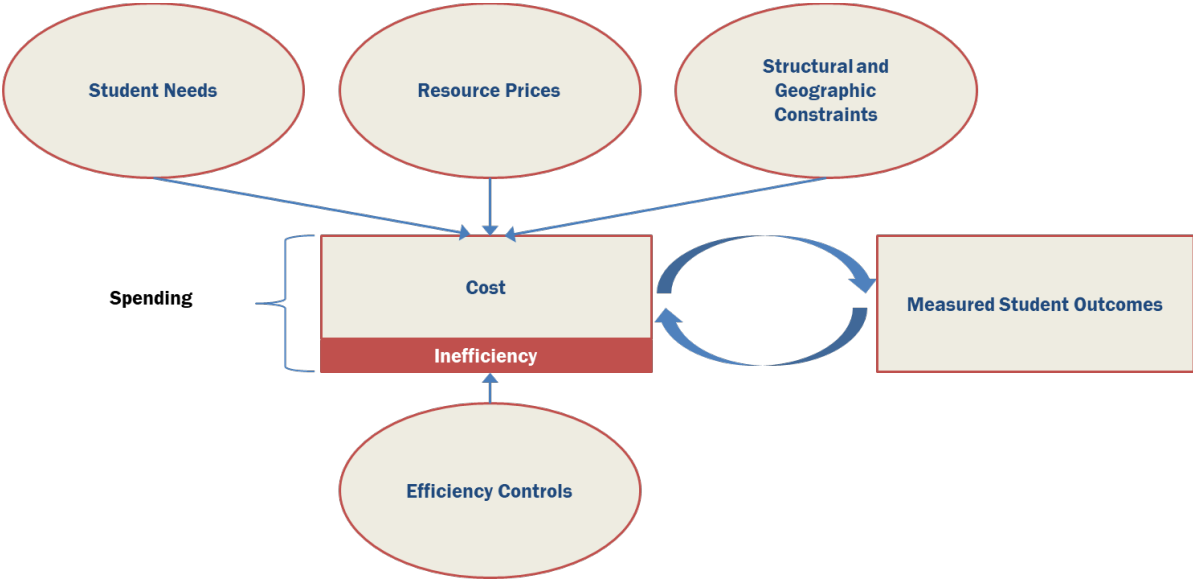 Student Needs
Resource Prices
Structural and
Geographic
Constraints
Spending
Cost
Inefficiency
Measured Student Outcomes
Efficiency Controls